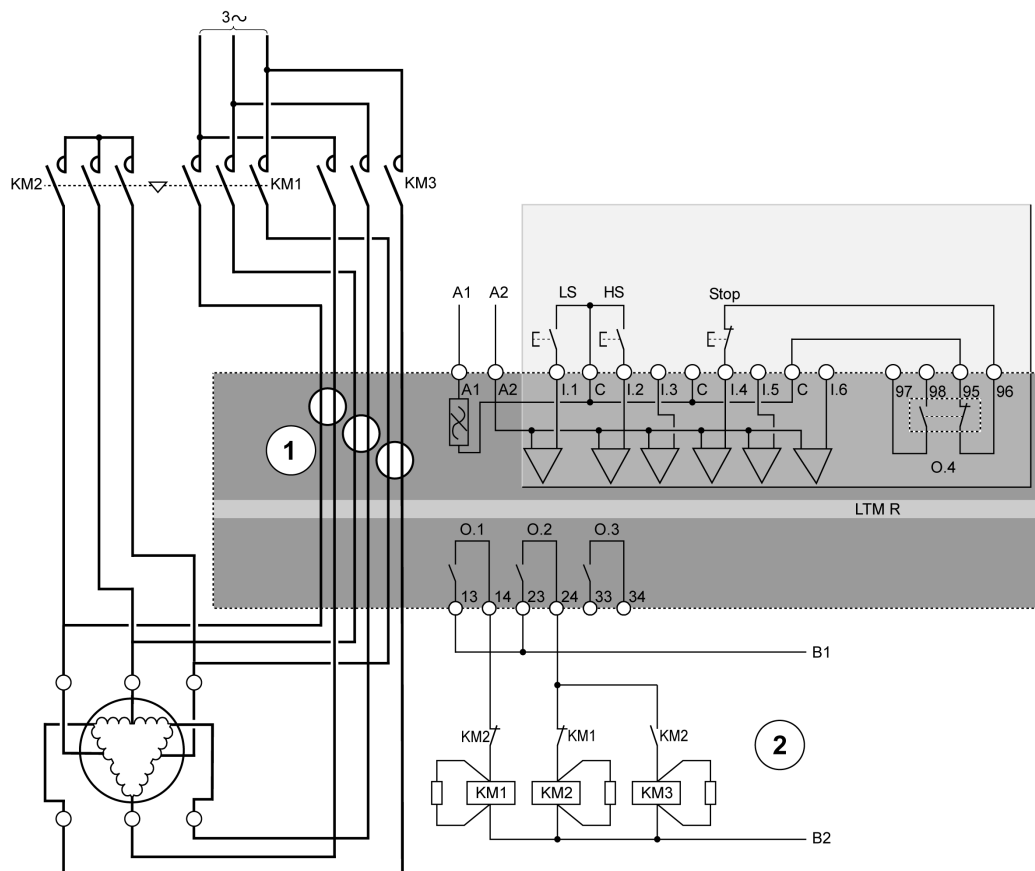 3～
KM2 KM1 KM3
A1 A2 LS HS Stop
A1 A2 I.1 C I.2 I.3 C I.4 I.5 C I.6 97 98 95 96
1
O.4
LTM R
O.1 O.2 O.3
13 14 23 24 33 34
B1
KM2 KM1 KM2
2
KM1 KM2 KM3
B2